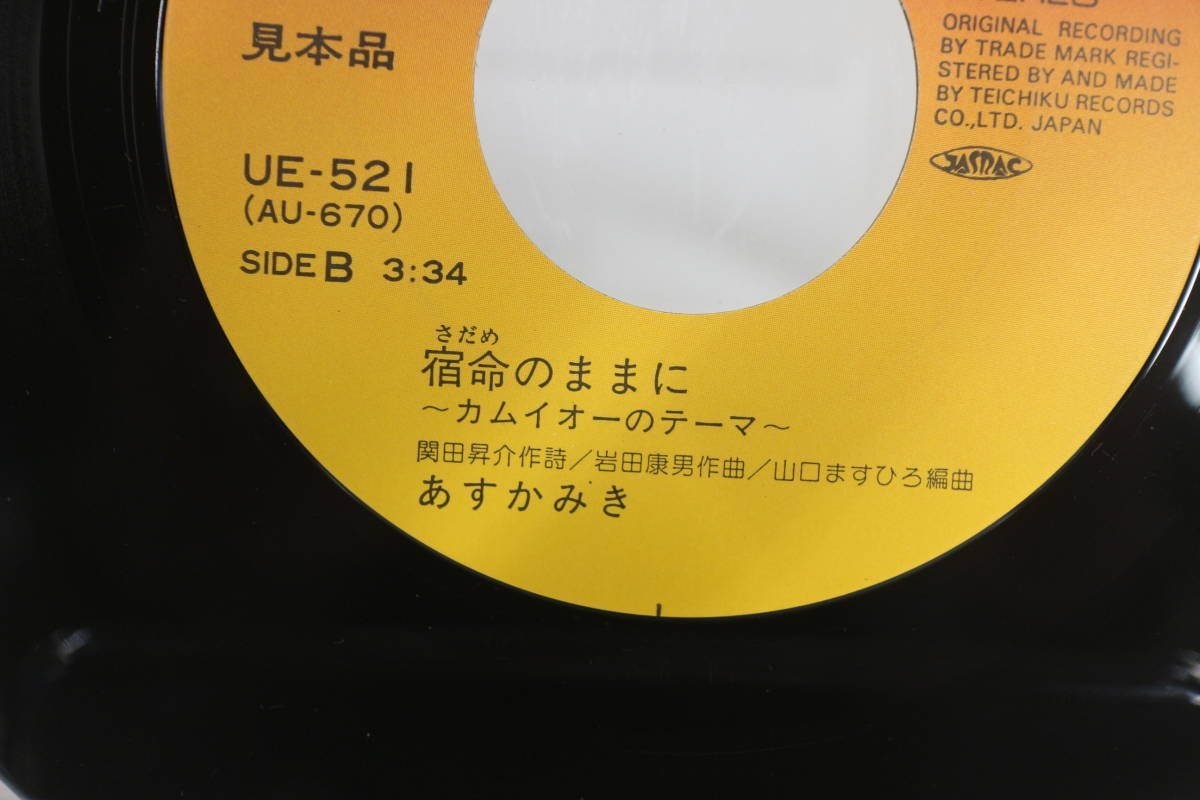 STEREO
ORIGINAL RECORDING
BY TRADE MARK REGI-
STERED BY AND MADE
BY TEICHIKU RECORDS
CO.,LTD. JAPAN
JASRAC
見本品
UE-521
(AU-670)
SIDE B 3:34
さだめ
宿命のままに
～カムイオーのテーマ～
関田昇介作詩/岩田康男作曲/山口ますひろ編曲
あすかみき